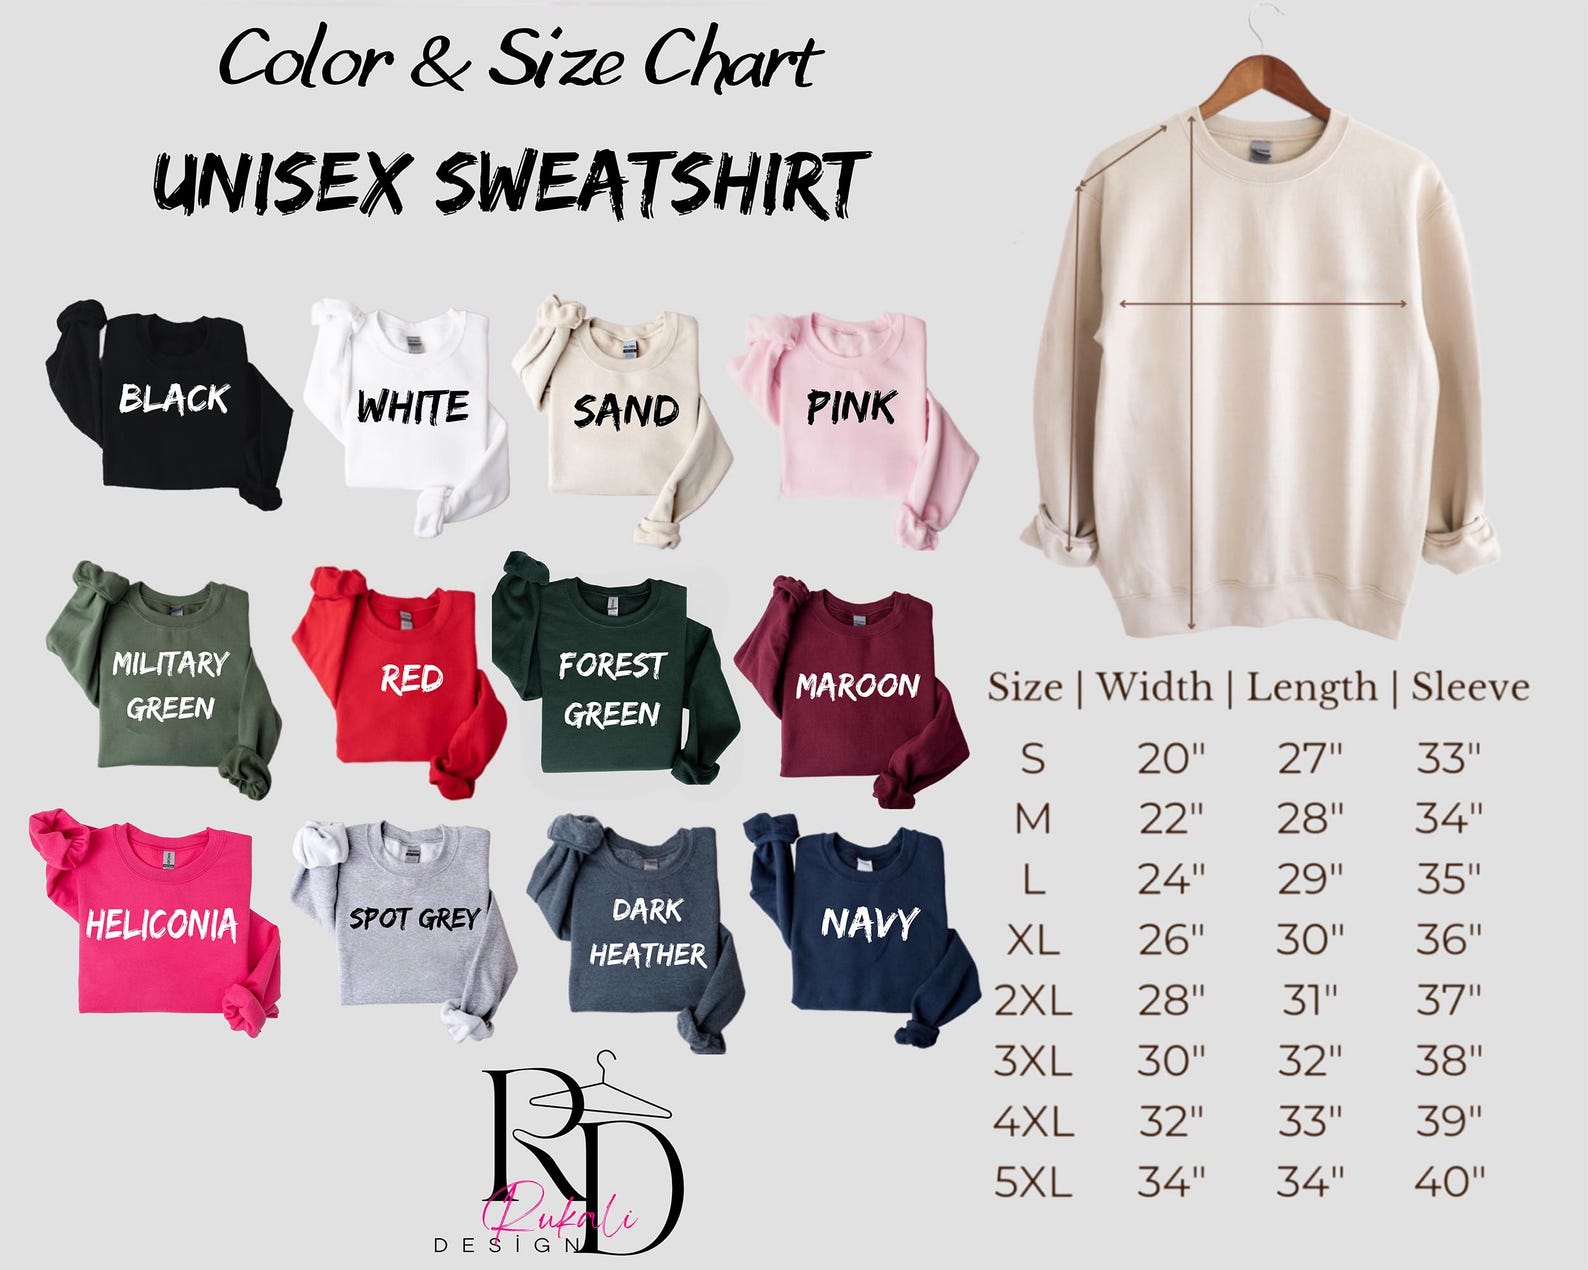 Color & Size Chart
UNISEX SWEATSHIRT
BLACK
WHITE
SAND
PINK
MILITARY
GREEN
RED
FOREST
GREEN
MAROON
HELICONIA
SPOT GREY
DARK
HEATHER
NAVY
RD
Rukali
DESİGN
Size | Width | Length | Sleeve
S 20" 27" 33"
M 22" 28" 34"
L 24" 29" 35"
XL 26" 30" 36"
2XL 28" 31" 37"
3XL 30" 32" 38"
4XL 32" 33" 39"
5XL 34" 34" 40"